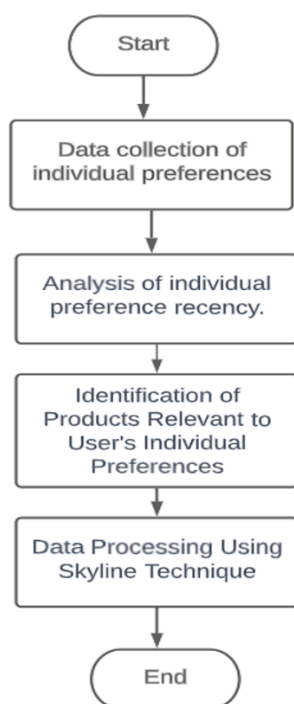 Start
Data collection of
individual preferences
Analysis of individual
preference recency.
Identification of
Products Relevant to
User's Individual
Preferences
Data Processing Using
Skyline Technique
End